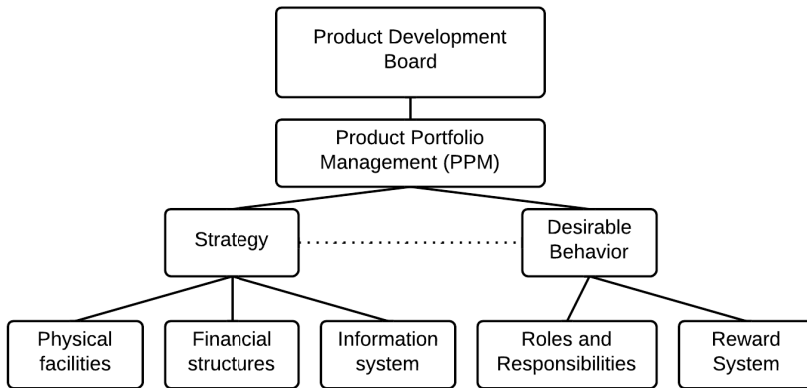 Product Development
Board
Product Portfolio
Management (PPM)
Strategy
Desirable
Behavior
Physical
facilities
Financial
structures
Information
system
Roles and
Responsibilities
Reward
System